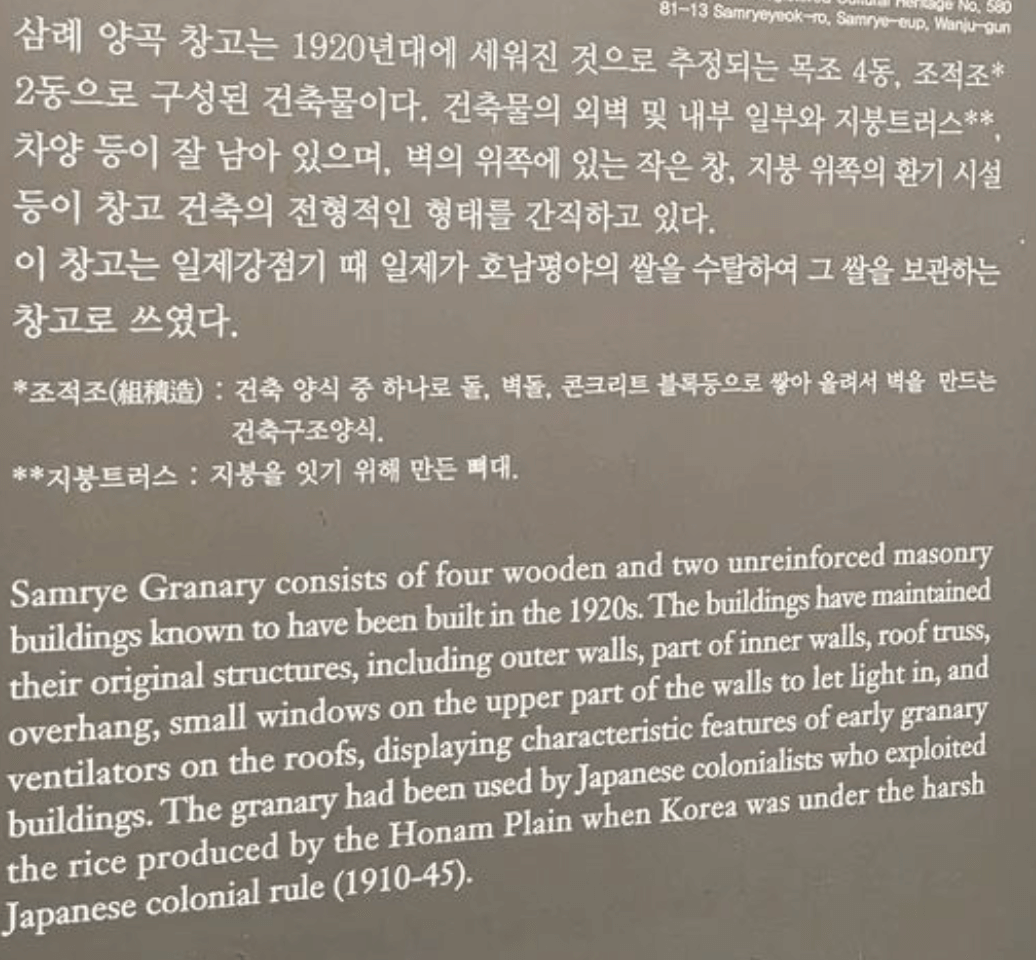 Heritage No. 580
81-13 Samryeyeok-ro, Samrye-eup, Wanju-gun
삼례 양곡 창고는 1920년대에 세워진 것으로 추정되는 목조 4동, 조적조*
2동으로 구성된 건축물이다. 건축물의 외벽 및 내부 일부와 지붕트러스**,
차양 등이 잘 남아 있으며, 벽의 위쪽에 있는 작은 창, 지붕 위쪽의 환기 시설
등이 창고 건축의 전형적인 형태를 간직하고 있다.
이 창고는 일제강점기 때 일제가 호남평야의 쌀을 수탈하여 그 쌀을 보관하는
창고로 쓰였다.
*조적조(組積造) : 건축 양식 중 하나로 돌, 벽돌, 콘크리트 블록등으로 쌓아 올려서 벽을 만드는
건축구조양식.
**지붕트러스 : 지붕을 잇기 위해 만든 뼈대.
Samrye Granary consists of four wooden and two unreinforced masonry
buildings known to have been built in the 1920s. The buildings have maintained
their original structures, including outer walls, part of inner walls, roof truss,
overhang, small windows on the upper part of the walls to let light in, and
ventilators on the roofs, displaying characteristic features of early granary
buildings. The granary had been used by Japanese colonialists who exploited
the rice produced by the Honam Plain when Korea was under the harsh
Japanese colonial rule (1910-45).